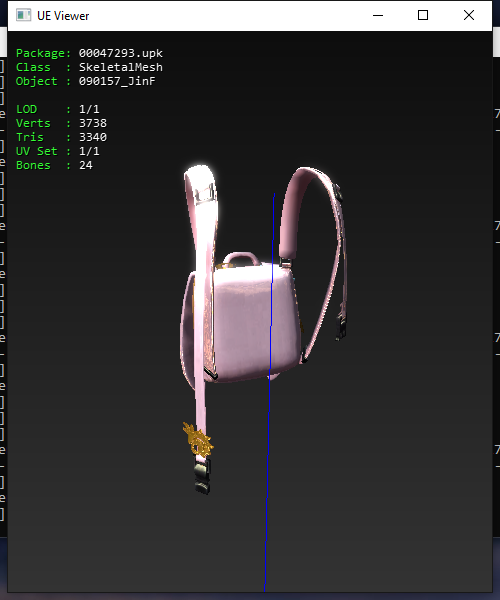 UE Viewer
Package: 00047293.upk
Class  : SkeletalMesh
Object : 090157_JinF
LOD    : 1/1
Verts  : 3738
Tris   : 3340
UV Set : 1/1
Bones  : 24